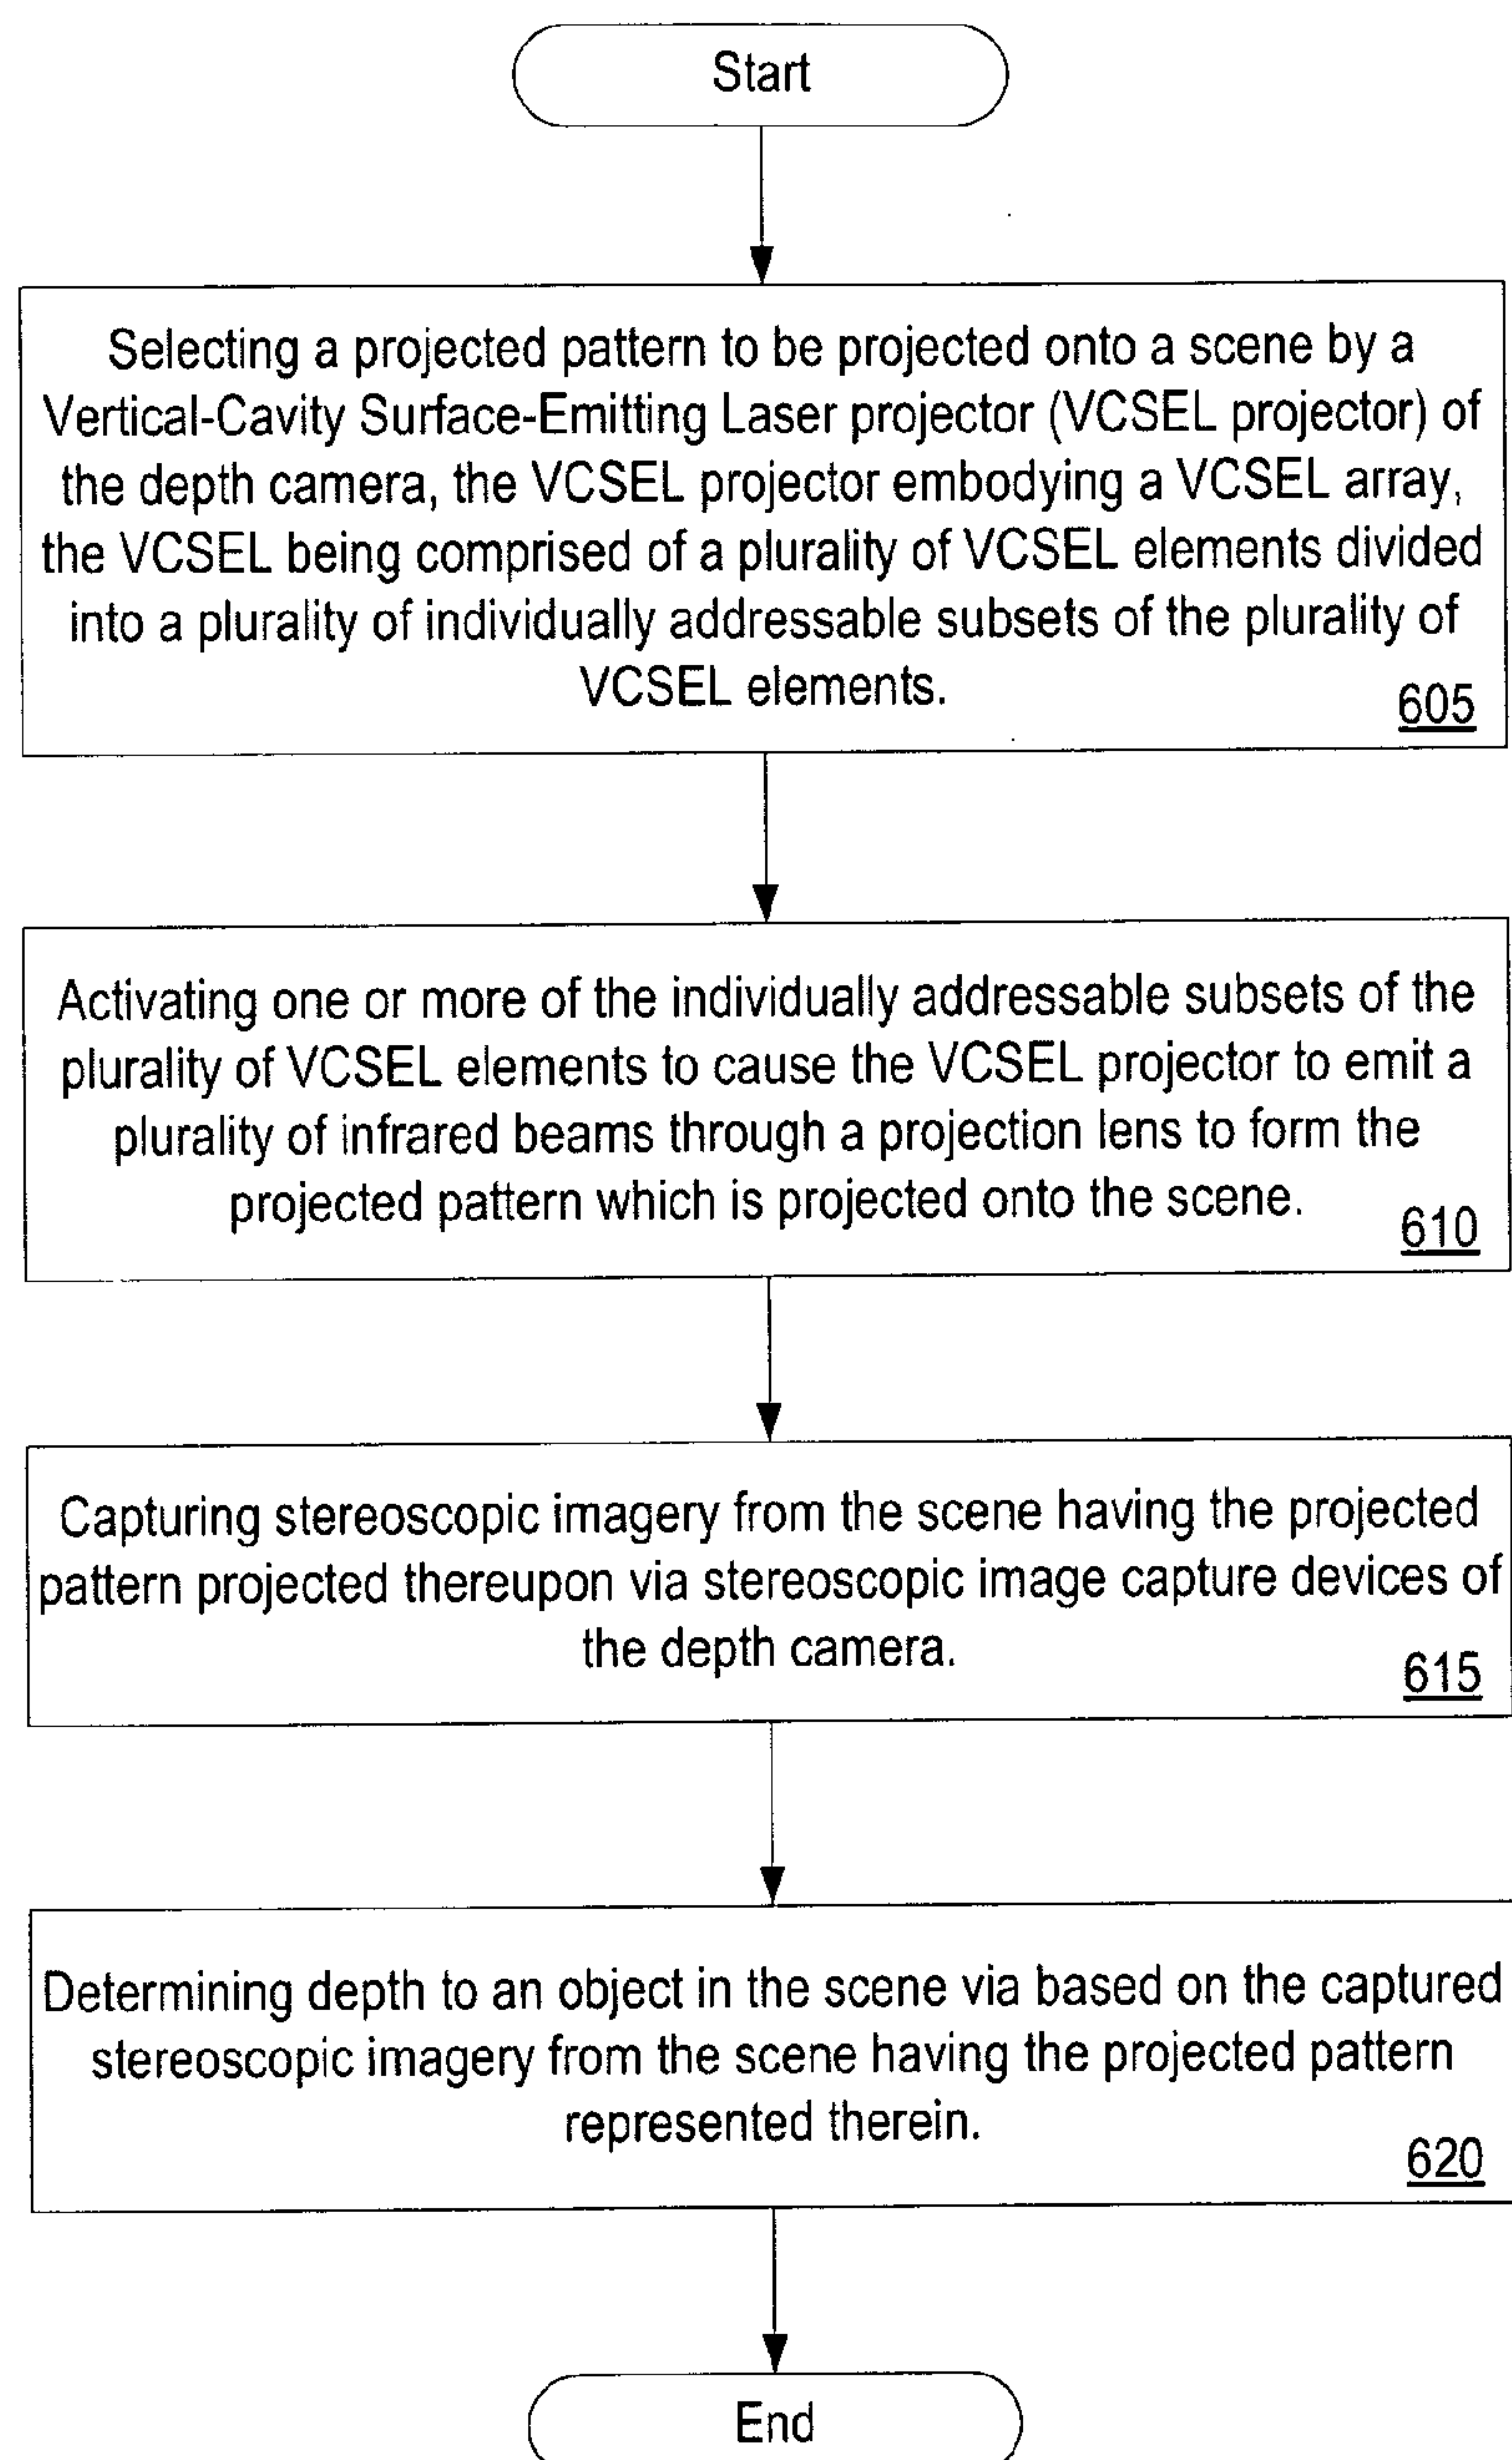 Start
Selecting a projected pattern to be projected onto a scene by a
Vertical-Cavity Surface-Emitting Laser projector (VCSEL projector) of
the depth camera, the VCSEL projector embodying a VCSEL array,
the VCSEL being comprised of a plurality of VCSEL elements divided
into a plurality of individually addressable subsets of the plurality of
VCSEL elements.
605
Activating one or more of the individually addressable subsets of the
plurality of VCSEL elements to cause the VCSEL projector to emit a
plurality of infrared beams through a projection lens to form the
projected pattern which is projected onto the scene.
610
Capturing stereoscopic imagery from the scene having the projected
pattern projected thereupon via stereoscopic image capture devices of
the depth camera.
615
Determining depth to an object in the scene via based on the captured
stereoscopic imagery from the scene having the projected pattern
represented therein.
620
End